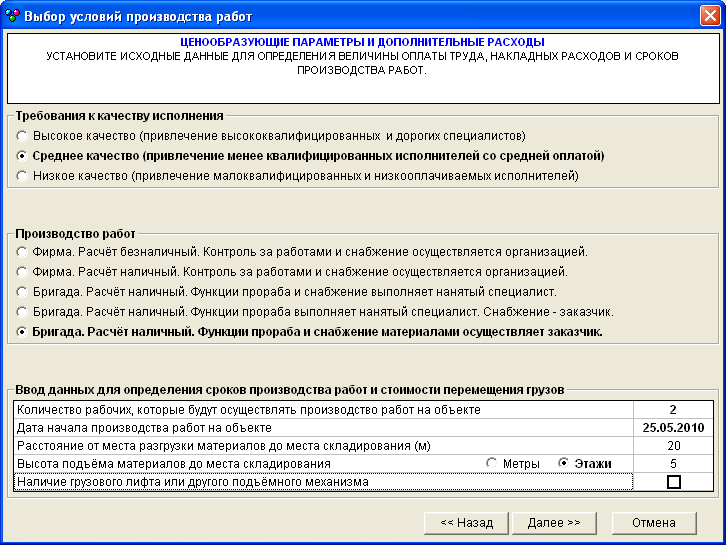 Выбор условий производства работ
ЦЕНООБРАЗУЮЩИЕ ПАРАМЕТРЫ И ДОПОЛНИТЕЛЬНЫЕ РАСХОДЫ
УСТАНОВИТЕ ИСХОДНЫЕ ДАННЫЕ ДЛЯ ОПРЕДЕЛЕНИЯ ВЕЛИЧИНЫ ОПЛАТЫ ТРУДА, НАКЛАДНЫХ РАСХОДОВ И СРОКОВ
ПРОИЗВОДСТВА РАБОТ.
Требования к качеству исполнения
Высокое качество (привлечение высококвалифицированных и дорогих специалистов)
Среднее качество (привлечение менее квалифицированных исполнителей со средней оплатой)
Низкое качество (привлечение малоквалифицированных и низкооплачиваемых исполнителей)
Производство работ
Фирма. Расчёт безналичный. Контроль за работами и снабжение осуществляется организацией.
Фирма. Расчёт наличный. Контроль за работами и снабжение осуществляется организацией.
Бригада. Расчёт наличный. Функции прораба и снабжение выполняет нанятый специалист.
Бригада. Расчёт наличный. Функции прораба выполняет нанятый специалист. Снабжение - заказчик.
Бригада. Расчёт наличный. Функции прораба и снабжение материалами осуществляет заказчик.
Ввод данных для определения сроков производства работ и стоимости перемещения грузов
Количество рабочих, которые будут осуществлять производство работ на объекте 2
Дата начала производства работ на объекте 25.05.2010
Расстояние от места разгрузки материалов до места складирования (м) 20
Высота подъёма материалов до места складирования Метры Этажи 5
Наличие грузового лифта или другого подъёмного механизма
<< Назад Далее >> Отмена